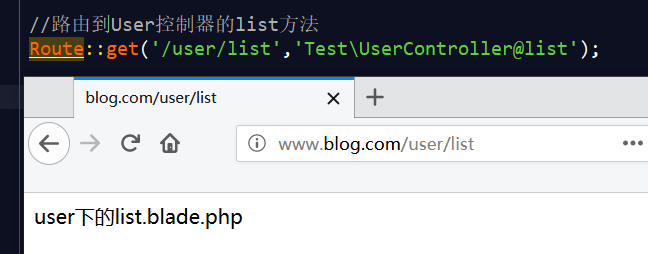 //路由到User控制器的list方法
Route::get('/user/list','Test\UserController@list');
blog.com/user/list
www.blog.com/user/list
user下的list.blade.php